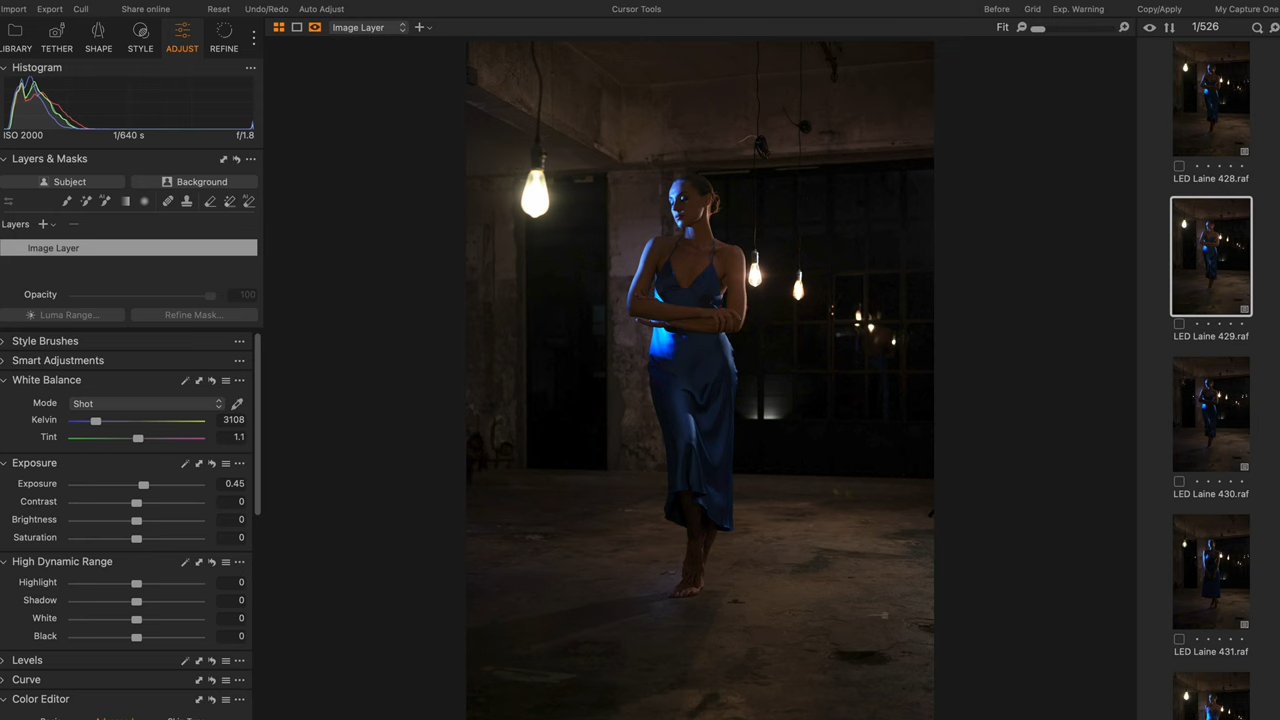 Import Export Cull Share online Reset Undo/Redo Auto Adjust Cursor Tools Before Grid Exp. Warning Copy/Apply My Capture One
LIBRARY TETHER SHAPE STYLE ADJUST REFINE
Image Layer
Fit
1/526
Histogram
ISO 2000 1/640 s f/1.8
Layers & Masks
Subject Background
Layers
Image Layer
Opacity 100
Luma Range... Refine Mask...
Style Brushes
Smart Adjustments
White Balance
Mode Shot
Kelvin 3108
Tint 1.1
Exposure
Exposure 0.45
Contrast 0
Brightness 0
Saturation 0
High Dynamic Range
Highlight 0
Shadow 0
White 0
Black 0
Levels
Curve
Color Editor
LED Laine 428.raf
LED Laine 429.raf
LED Laine 430.raf
LED Laine 431.raf